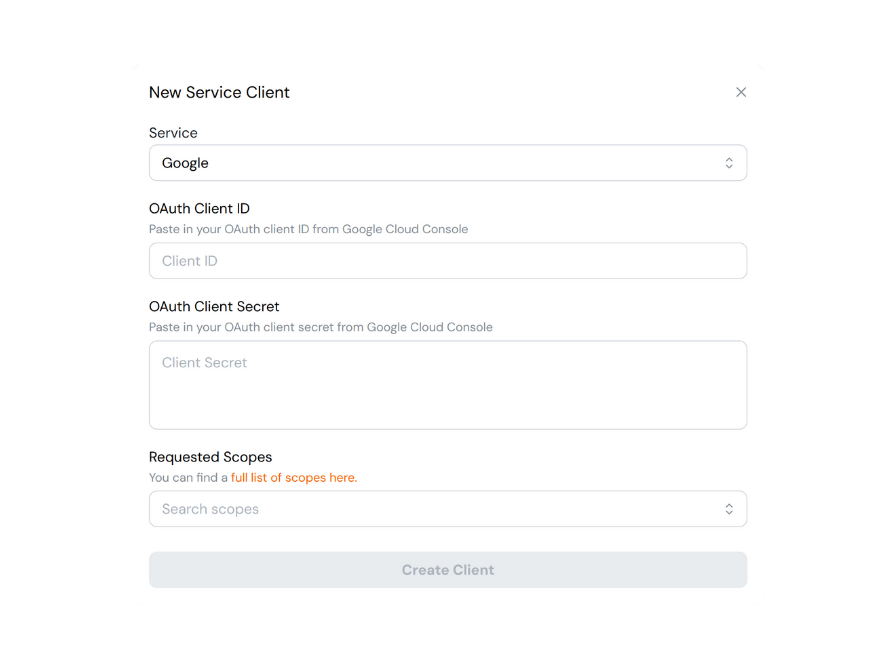 New Service Client
Service
Google
OAuth Client ID
Paste in your OAuth client ID from Google Cloud Console
Client ID
OAuth Client Secret
Paste in your OAuth client secret from Google Cloud Console
Client Secret
Requested Scopes
You can find a full list of scopes here.
Search scopes
Create Client